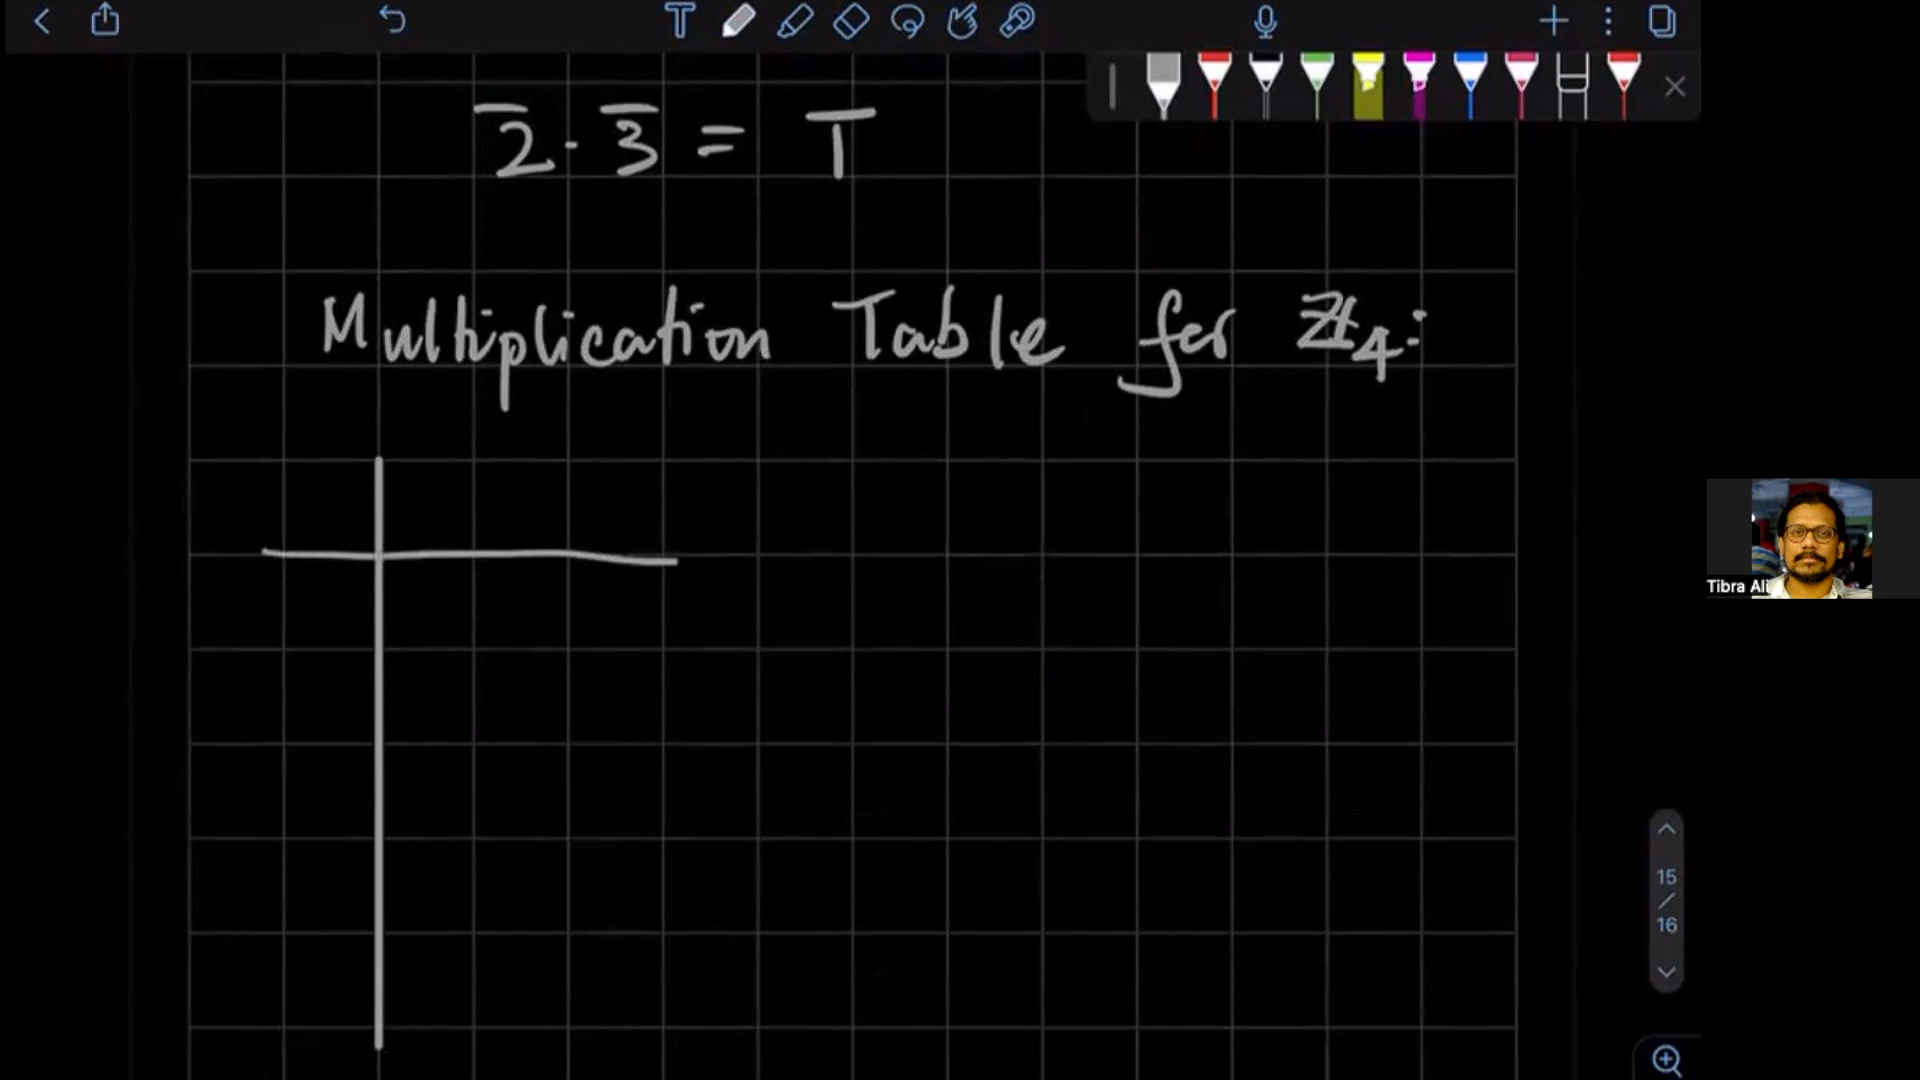 2̅ · 3̅ = 1̅
Multiplication Table for ℤ₄:
Tibra Ali
15
/
16